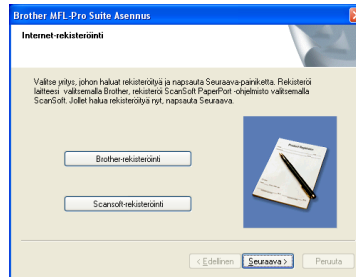 Brother MFL-Pro Suite Asennus
Internet-rekisteröinti
Valitse yritys, johon haluat rekisteröityä ja napsauta Seuraava-painiketta. Rekisteröi
laitteesi valitsemalla Brother, rekisteröi ScanSoft PaperPort -ohjelmisto valitsemalla
ScanSoft. Jollet halua rekisteröityä nyt, napsauta Seuraava.
Brother-rekisteröinti
Scansoft-rekisteröinti
< Edellinen
Seuraava >
Peruuta